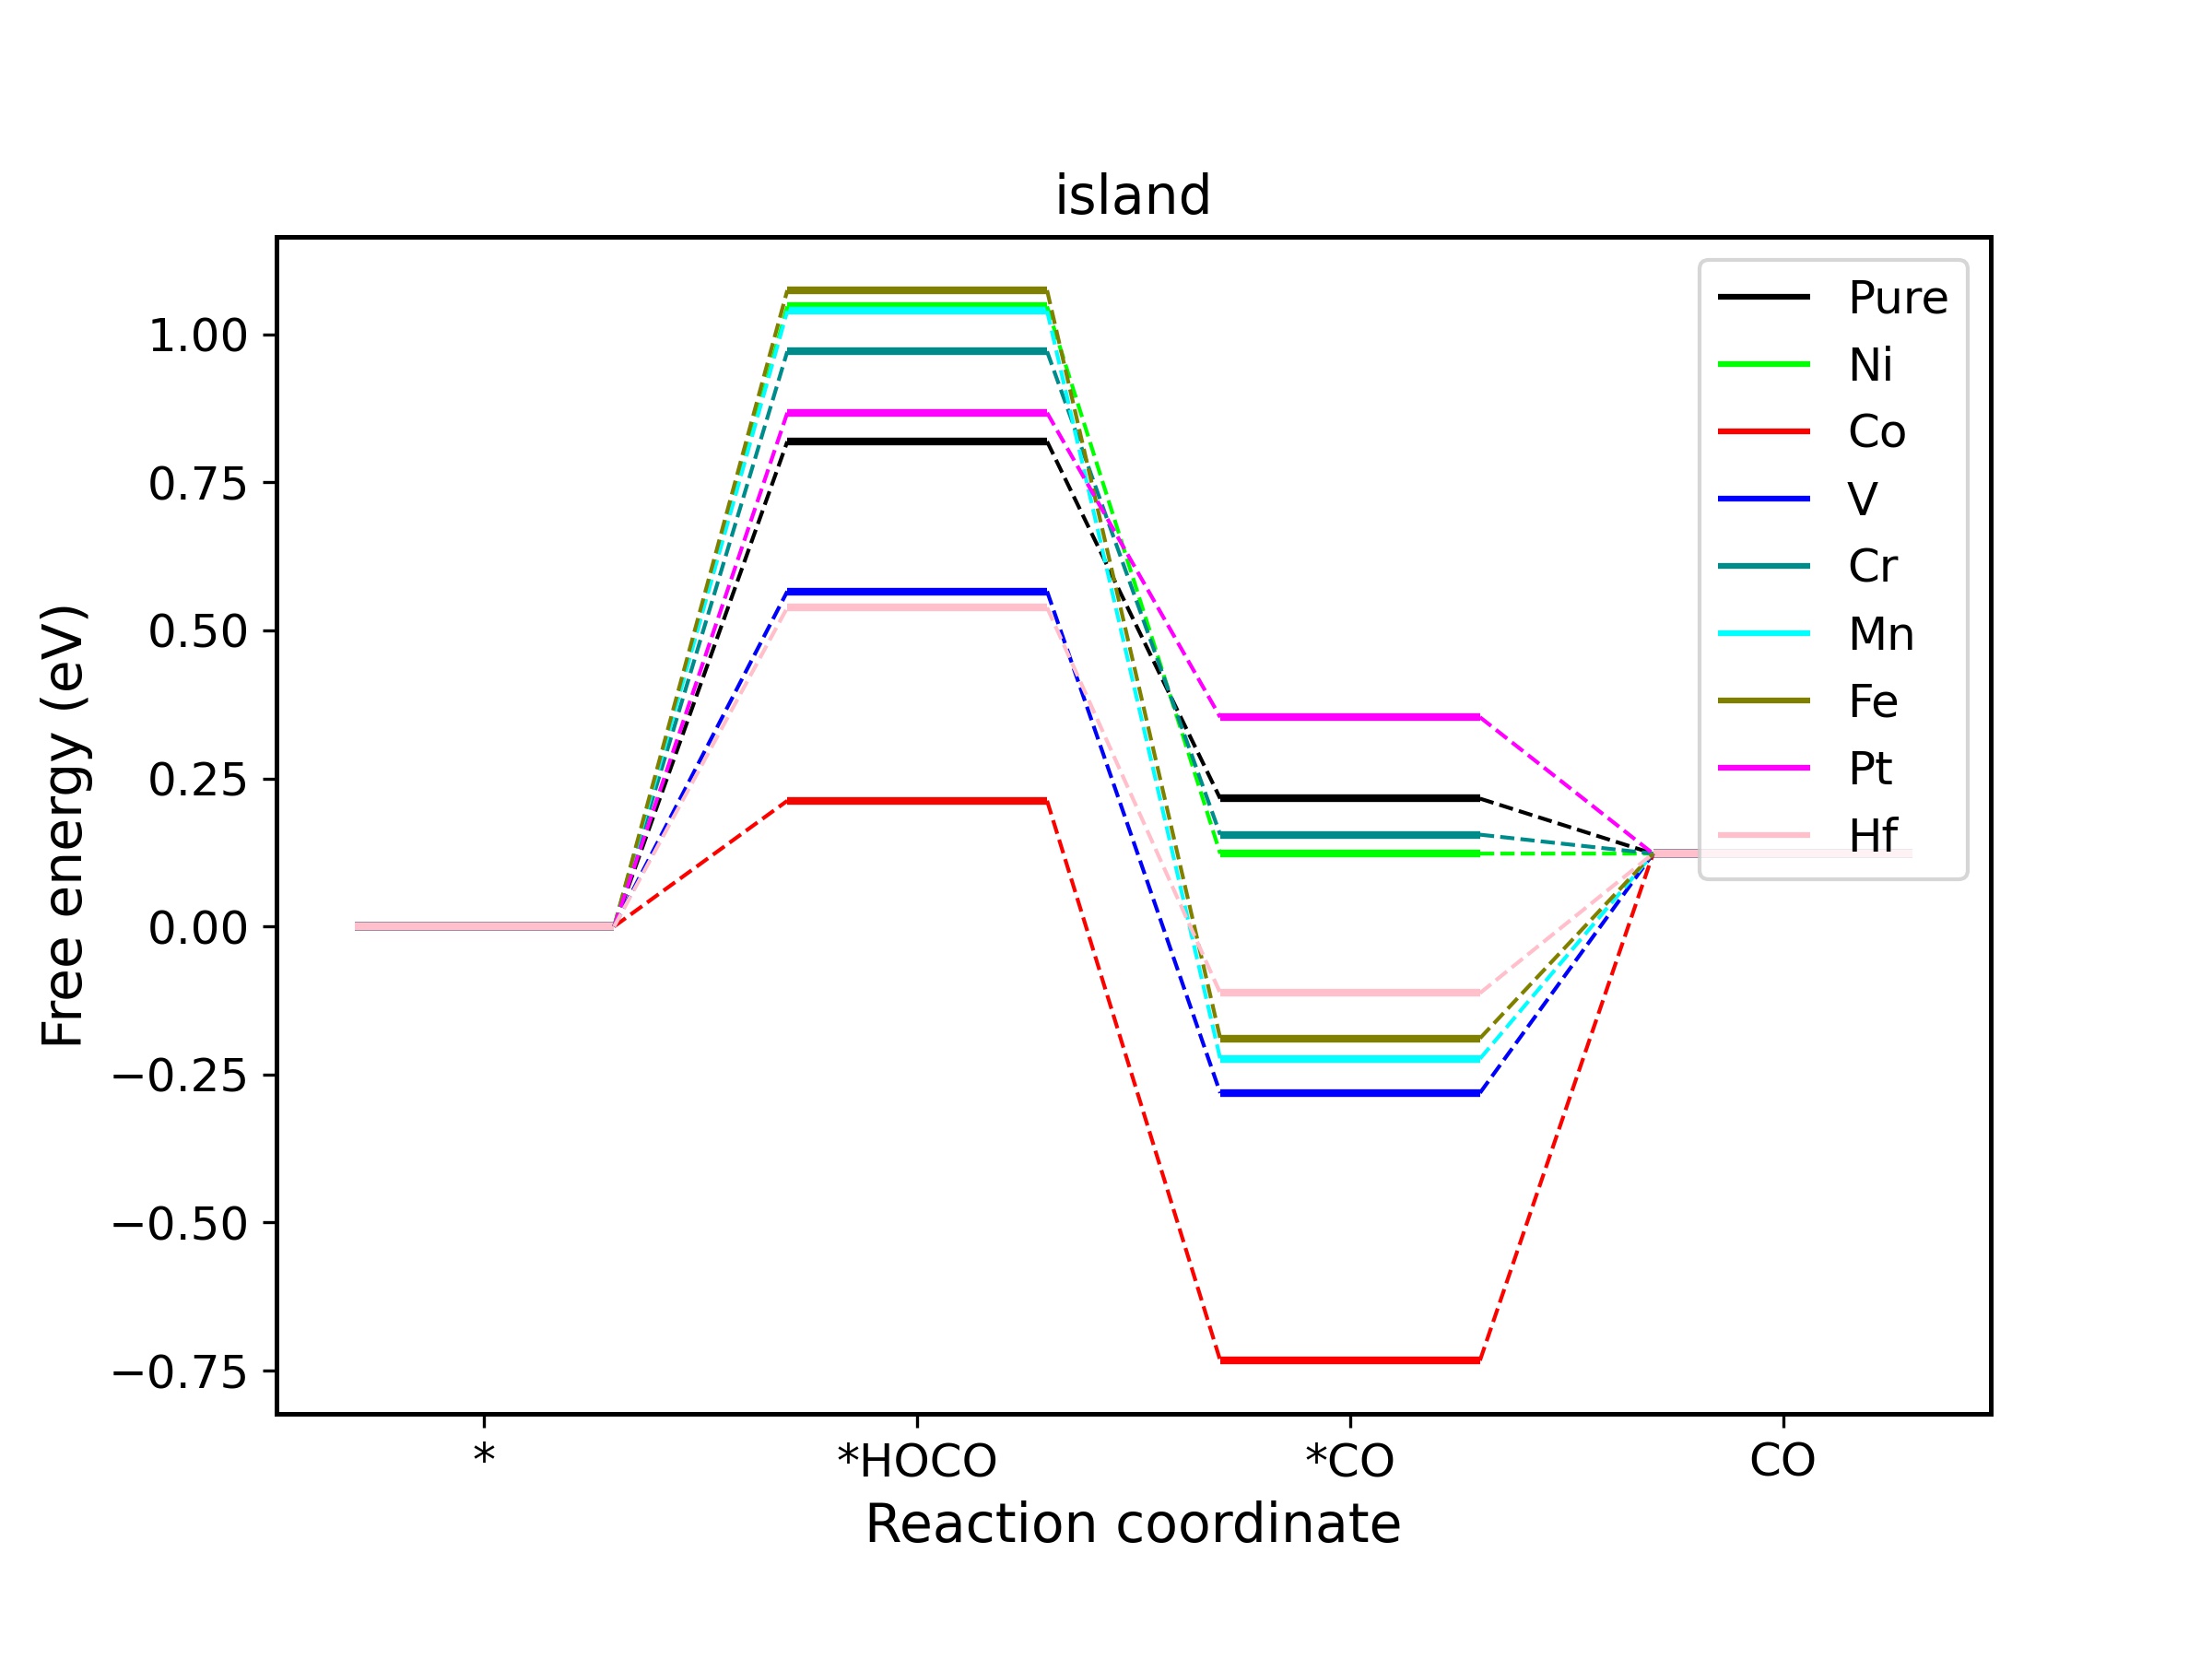 island
Free energy (eV)
1.00
0.75
0.50
0.25
0.00
−0.25
−0.50
−0.75
Pure
Ni
Co
V
Cr
Mn
Fe
Pt
Hf
* *HOCO *CO CO
Reaction coordinate